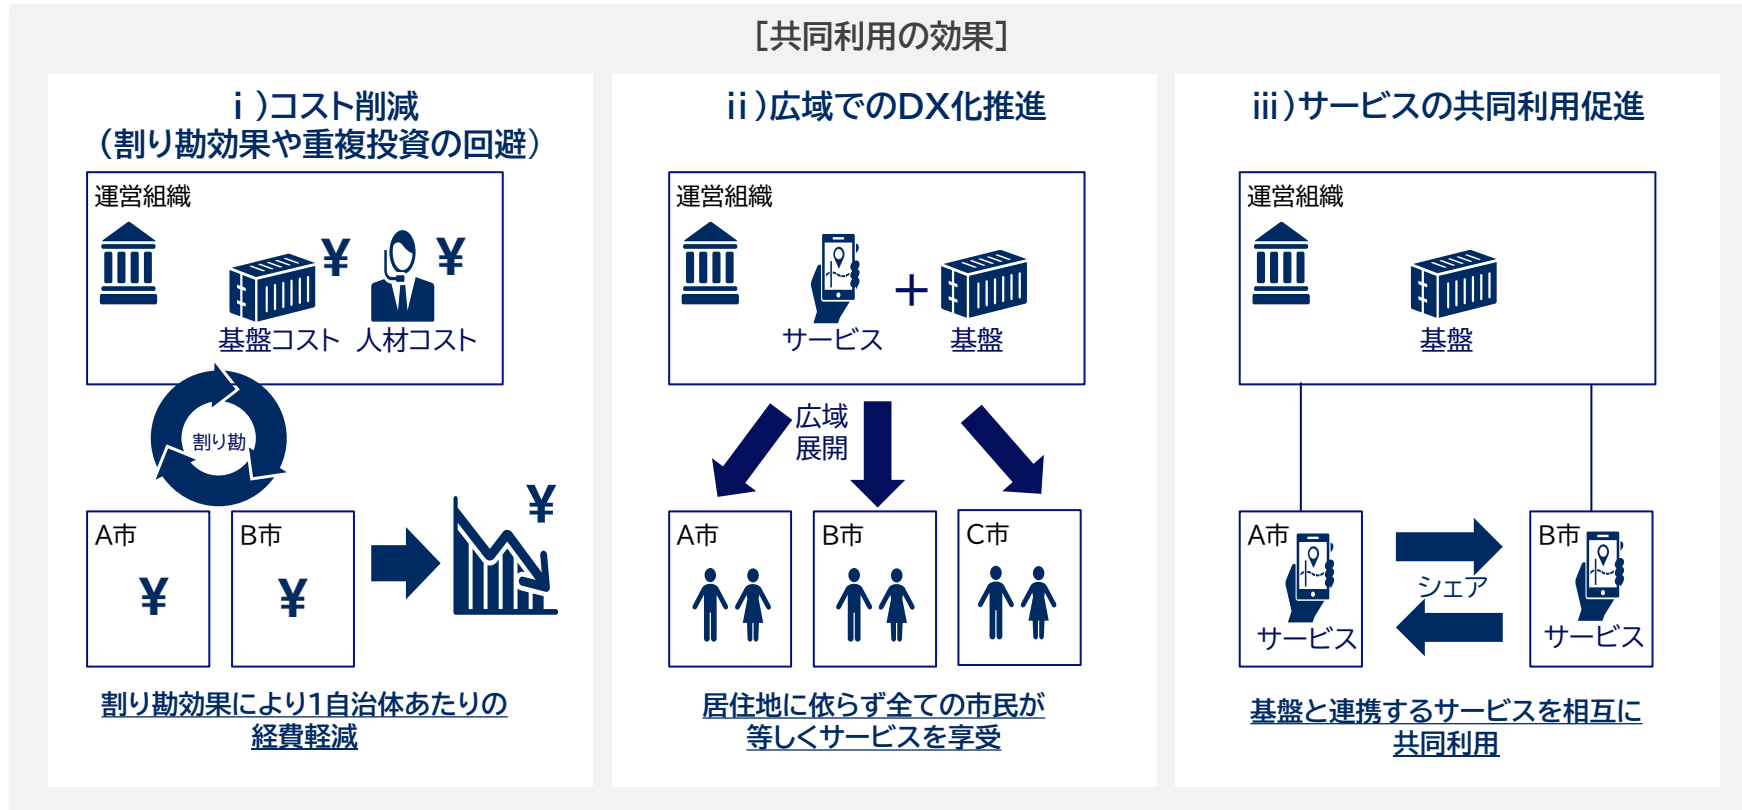 [共同利用の効果]
ⅰ)コスト削減
(割り勘効果や重複投資の回避)
運営組織
¥
¥
基盤コスト
人材コスト
割り勘
A市
¥
B市
¥
¥
割り勘効果により1自治体あたりの
経費軽減
ⅱ)広域でのDX化推進
運営組織
+
サービス
基盤
広域
展開
A市
B市
C市
居住地に依らず全ての市民が
等しくサービスを享受
ⅲ)サービスの共同利用促進
運営組織
基盤
A市
サービス
シェア
B市
サービス
基盤と連携するサービスを相互に
共同利用